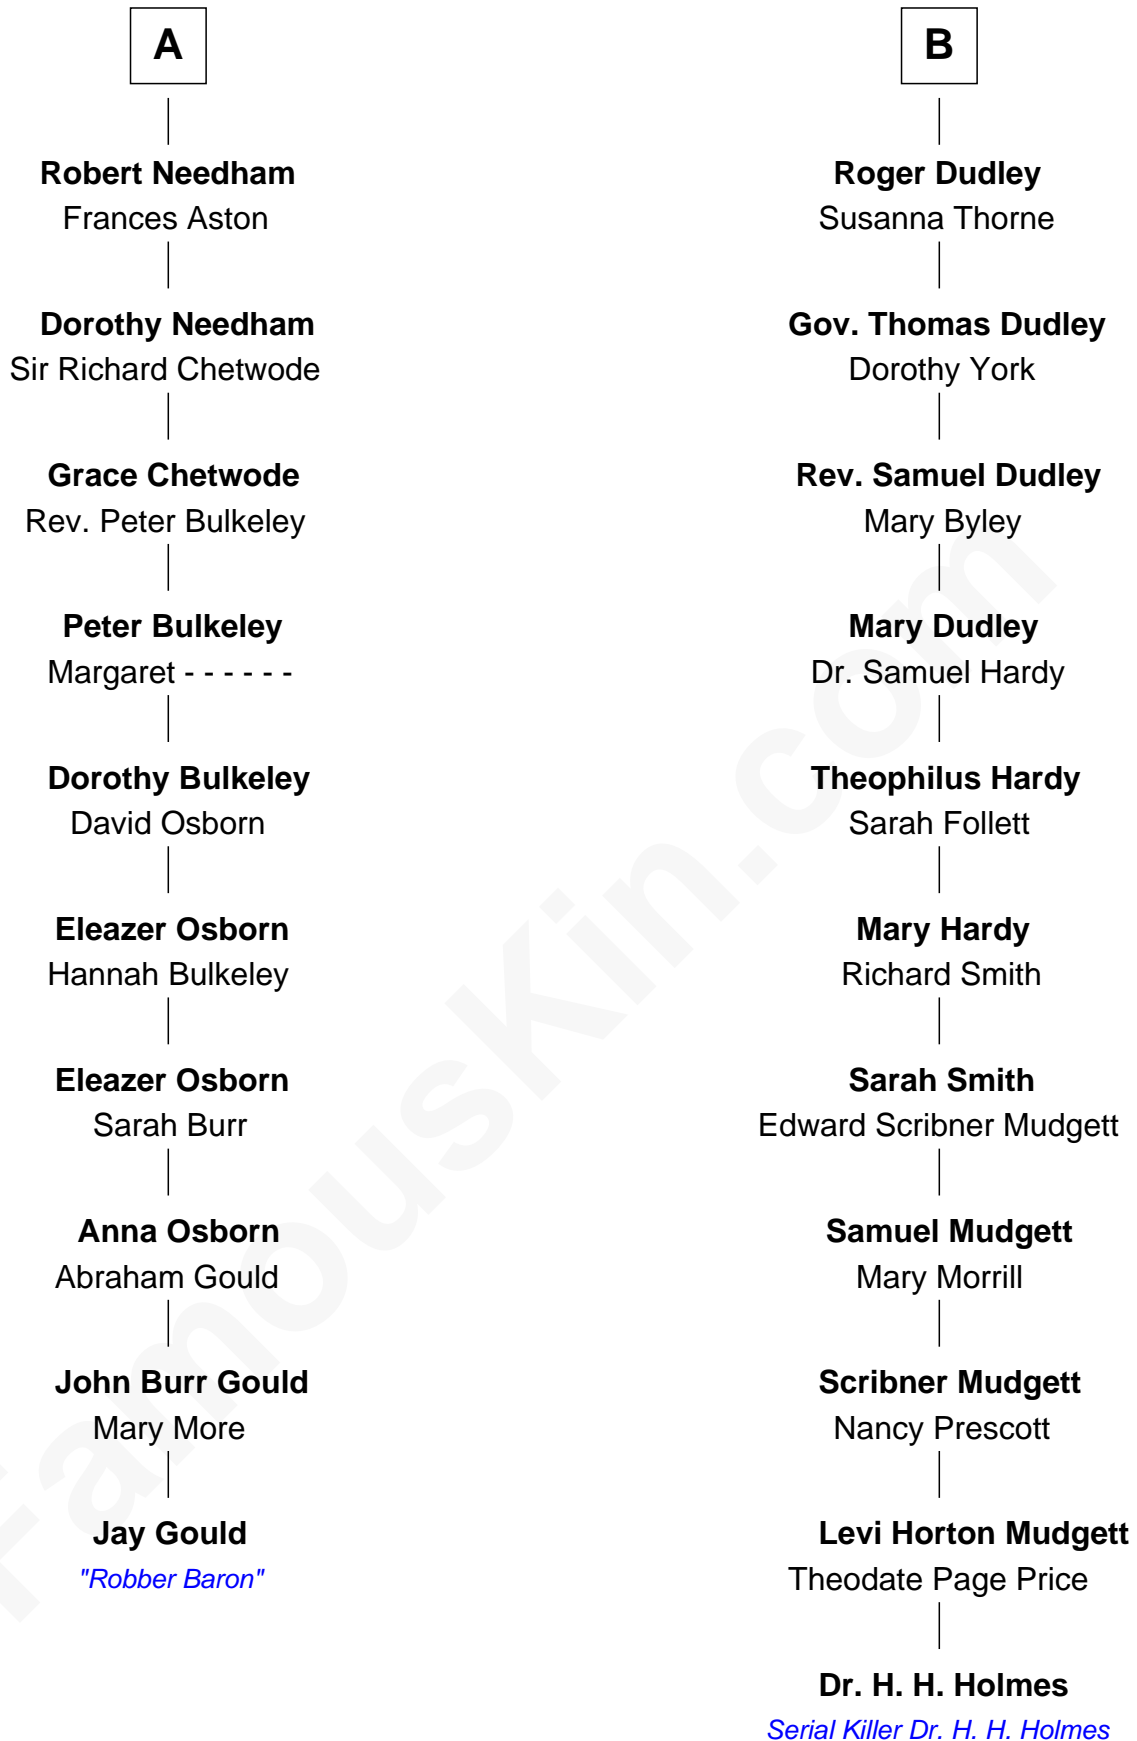 A
Robert Needham
Frances Aston
Dorothy Needham
Sir Richard Chetwode
Grace Chetwode
Rev. Peter Bulkeley
Peter Bulkeley
Margaret - - - - - -
Dorothy Bulkeley
David Osborn
Eleazer Osborn
Hannah Bulkeley
Eleazer Osborn
Sarah Burr
Anna Osborn
Abraham Gould
John Burr Gould
Mary More
Jay Gould
"Robber Baron"
B
Roger Dudley
Susanna Thorne
Gov. Thomas Dudley
Dorothy York
Rev. Samuel Dudley
Mary Byley
Mary Dudley
Dr. Samuel Hardy
Theophilus Hardy
Sarah Follett
Mary Hardy
Richard Smith
Sarah Smith
Edward Scribner Mudgett
Samuel Mudgett
Mary Morrill
Scribner Mudgett
Nancy Prescott
Levi Horton Mudgett
Theodate Page Price
Dr. H. H. Holmes
Serial Killer Dr. H. H. Holmes
FamousKin.com